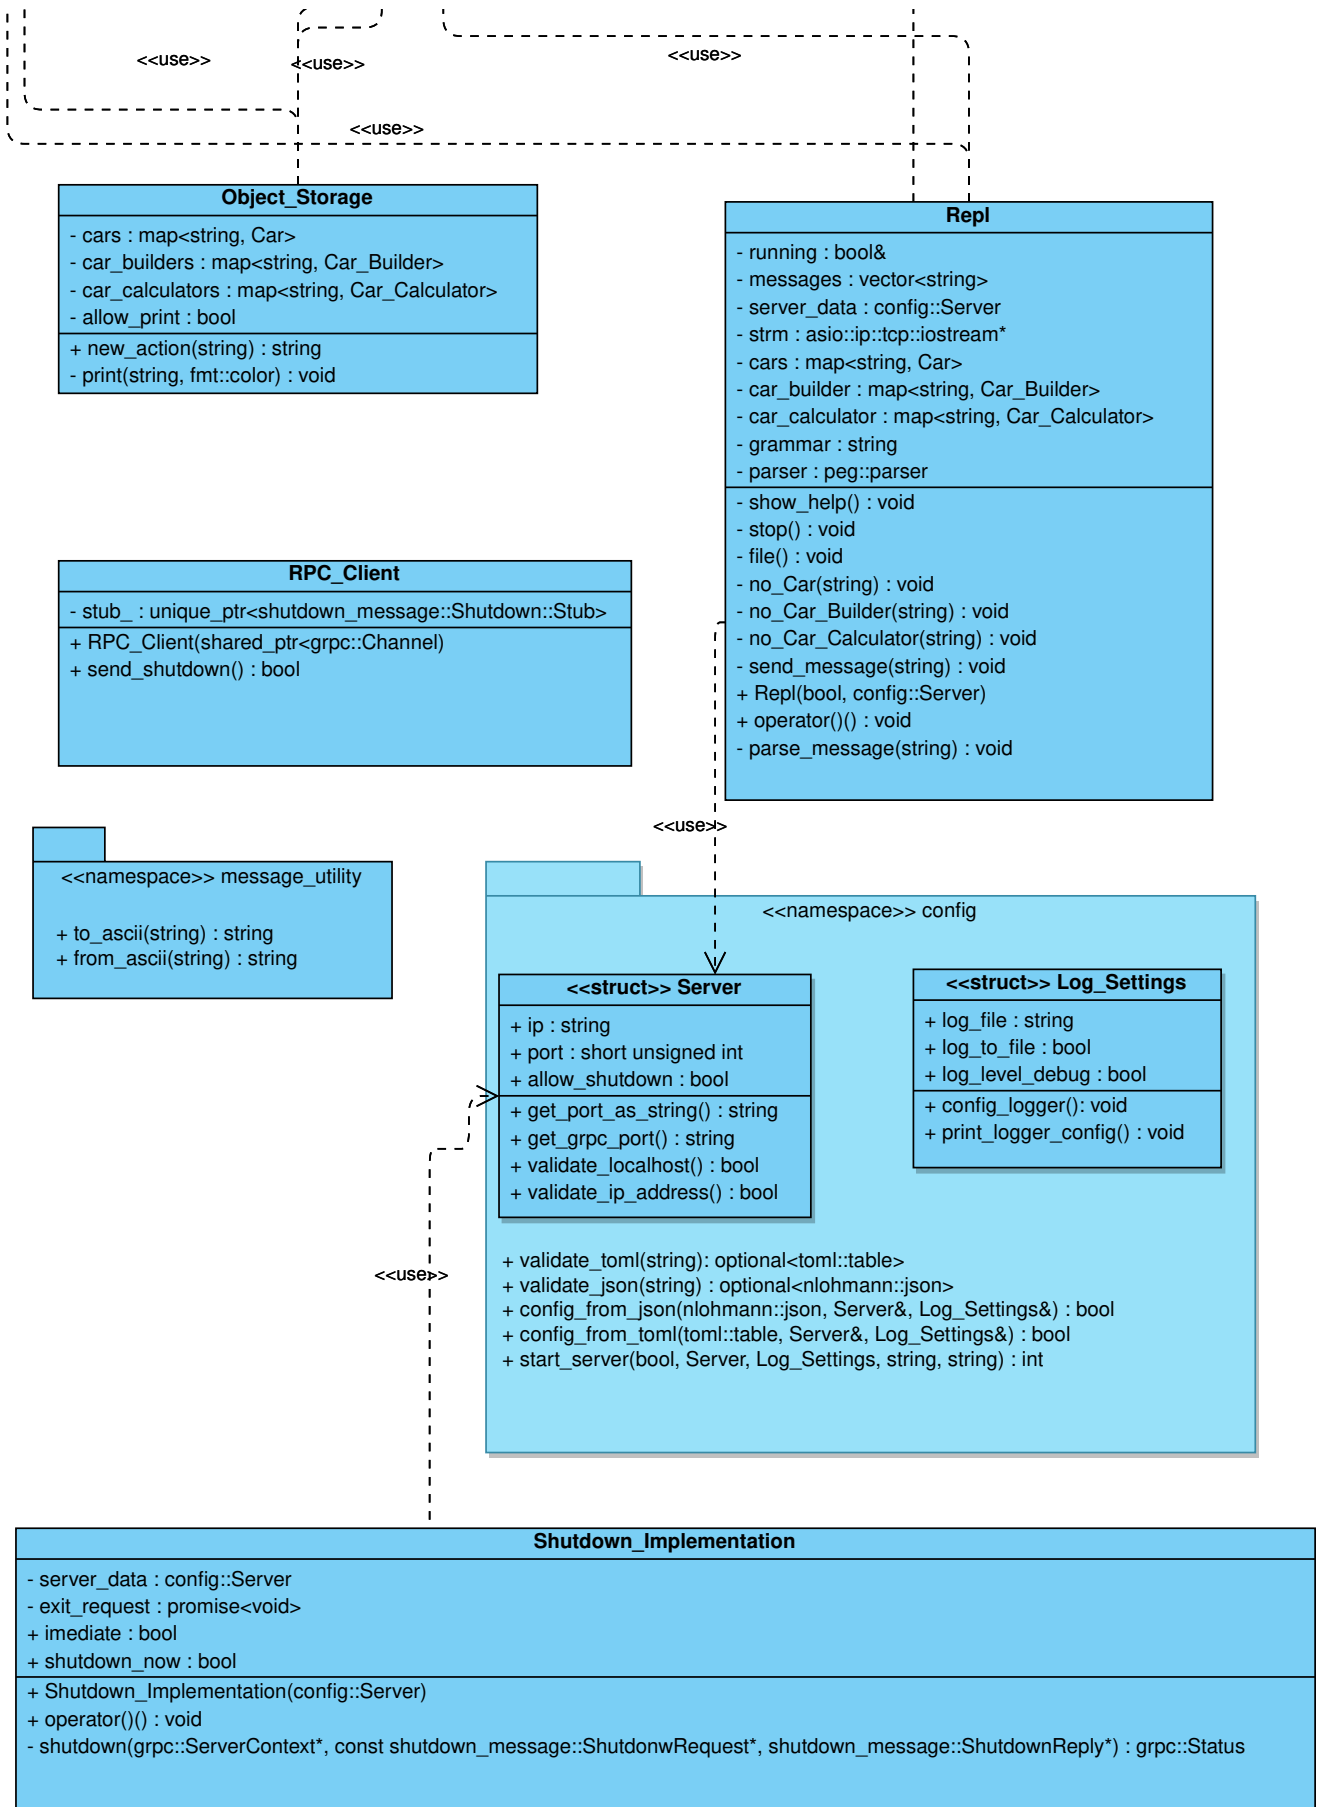 <<use>>
<<use>>
<<use>>
<<use>>
Object_Storage
- cars : map<string, Car>
- car_builders : map<string, Car_Builder>
- car_calculators : map<string, Car_Calculator>
- allow_print : bool
+ new_action(string) : string
- print(string, fmt::color) : void
Repl
- running : bool&
- messages : vector<string>
- server_data : config::Server
- strm : asio::ip::tcp::iostream*
- cars : map<string, Car>
- car_builder : map<string, Car_Builder>
- car_calculator : map<string, Car_Calculator>
- grammar : string
- parser : peg::parser
- show_help() : void
- stop() : void
- file() : void
- no_Car(string) : void
- no_Car_Builder(string) : void
- no_Car_Calculator(string) : void
- send_message(string) : void
+ Repl(bool, config::Server)
+ operator()() : void
- parse_message(string) : void
RPC_Client
- stub_ : unique_ptr<shutdown_message::Shutdown::Stub>
+ RPC_Client(shared_ptr<grpc::Channel)
+ send_shutdown() : bool
<<use>>
<<namespace>> message_utility
+ to_ascii(string) : string
+ from_ascii(string) : string
<<namespace>> config
<<struct>> Server
+ ip : string
+ port : short unsigned int
+ allow_shutdown : bool
+ get_port_as_string() : string
+ get_grpc_port() : string
+ validate_localhost() : bool
+ validate_ip_address() : bool
<<struct>> Log_Settings
+ log_file : string
+ log_to_file : bool
+ log_level_debug : bool
+ config_logger(): void
+ print_logger_config() : void
+ validate_toml(string): optional<toml::table>
+ validate_json(string) : optional<nlohmann::json>
+ config_from_json(nlohmann::json, Server&, Log_Settings&) : bool
+ config_from_toml(toml::table, Server&, Log_Settings&) : bool
+ start_server(bool, Server, Log_Settings, string, string) : int
<<use>>
Shutdown_Implementation
- server_data : config::Server
- exit_request : promise<void>
+ imediate : bool
+ shutdown_now : bool
+ Shutdown_Implementation(config::Server)
+ operator()() : void
- shutdown(grpc::ServerContext*, const shutdown_message::ShutdonwRequest*, shutdown_message::ShutdownReply*) : grpc::Status